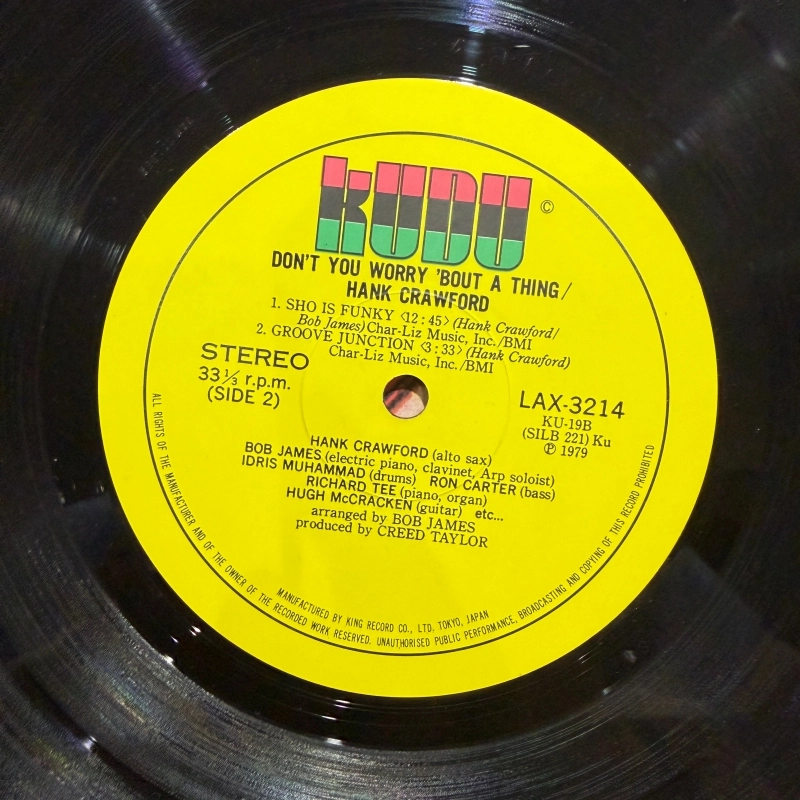 KUDU ©
DON'T YOU WORRY 'BOUT A THING/
HANK CRAWFORD
1. SHO IS FUNKY 〈12:45〉 (Hank Crawford/
Bob James) Char-Liz Music, Inc./BMI
2. GROOVE JUNCTION 〈3:33〉 (Hank Crawford)
Char-Liz Music, Inc./BMI
STEREO
33⅓ r.p.m.
(SIDE 2)
LAX-3214
KU-19B
(SILB 221) Ku
℗ 1979
HANK CRAWFORD (alto sax)
BOB JAMES (electric piano, clavinet, Arp soloist)
IDRIS MUHAMMAD (drums) RON CARTER (bass)
RICHARD TEE (piano, organ)
HUGH McCRACKEN (guitar) etc...
arranged by BOB JAMES
produced by CREED TAYLOR
MANUFACTURED BY KING RECORD CO., LTD. TOKYO, JAPAN
ALL RIGHTS OF THE MANUFACTURER AND OF THE OWNER OF THE RECORDED WORK RESERVED. UNAUTHORISED PUBLIC PERFORMANCE, BROADCASTING AND COPYING OF THIS RECORD PROHIBITED